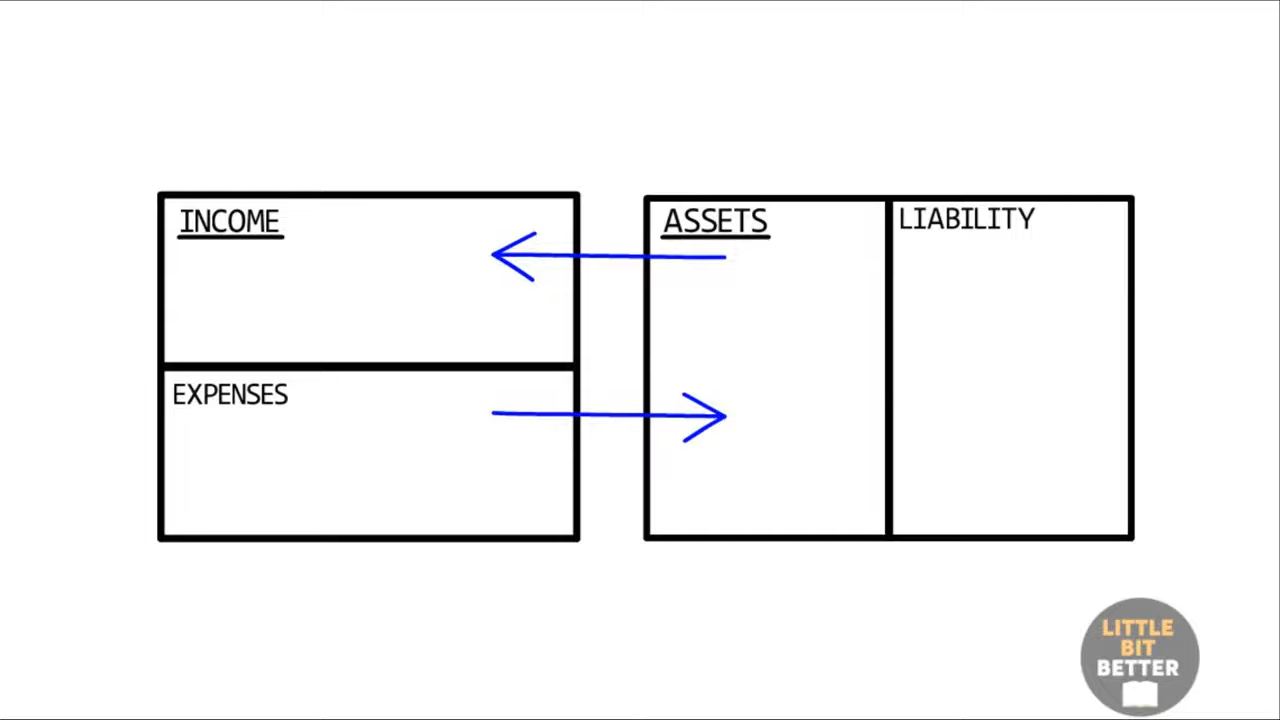 INCOME
EXPENSES
ASSETS
LIABILITY
LITTLE
BIT
BETTER